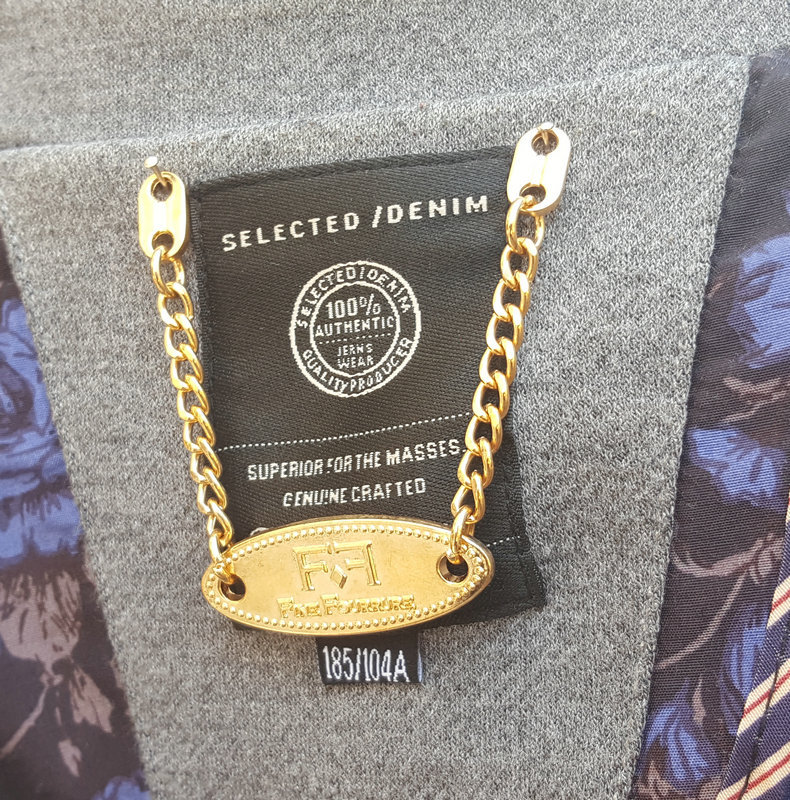 SELECTED /DENIM
SELECTED/DENIM
100%
AUTHENTIC
JERNS
WEAR
QUALITY PRODUCER
SUPERIOR FOR THE MASSES
GENUINE CRAFTED
FF
FINE FOURRURE
185/104A